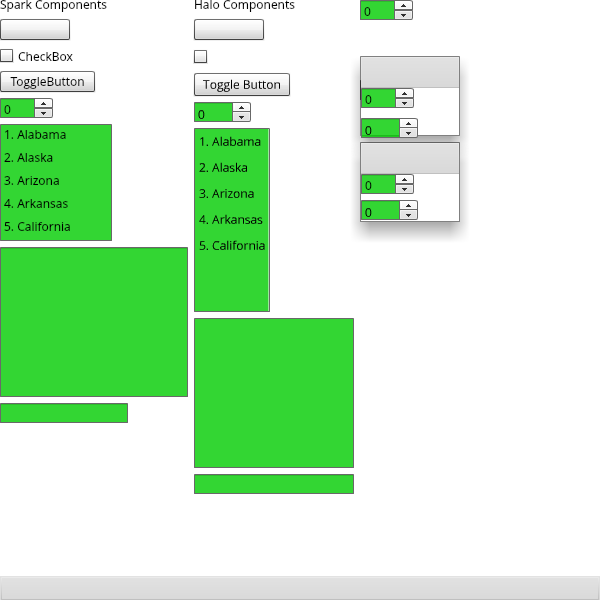 Spark Components
CheckBox
ToggleButton
0
1. Alabama
2. Alaska
3. Arizona
4. Arkansas
5. California
Halo Components
Toggle Button
0
1. Alabama
2. Alaska
3. Arizona
4. Arkansas
5. California
0
0
0
0
0